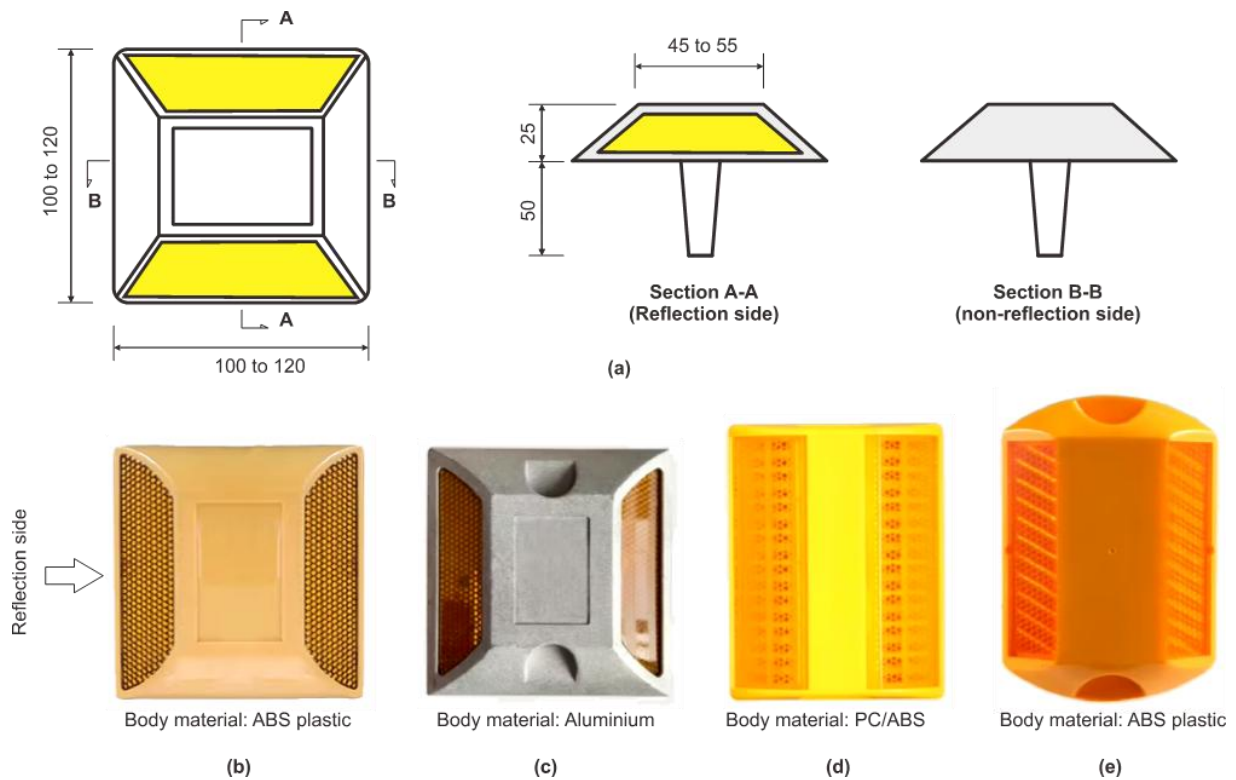 A
45 to 55
100 to 120
25
B
B
50
A
Section A-A
(Reflection side)
Section B-B
(non-reflection side)
100 to 120
(a)
Reflection side
Body material: ABS plastic
Body material: Aluminium
Body material: PC/ABS
Body material: ABS plastic
(b)
(c)
(d)
(e)